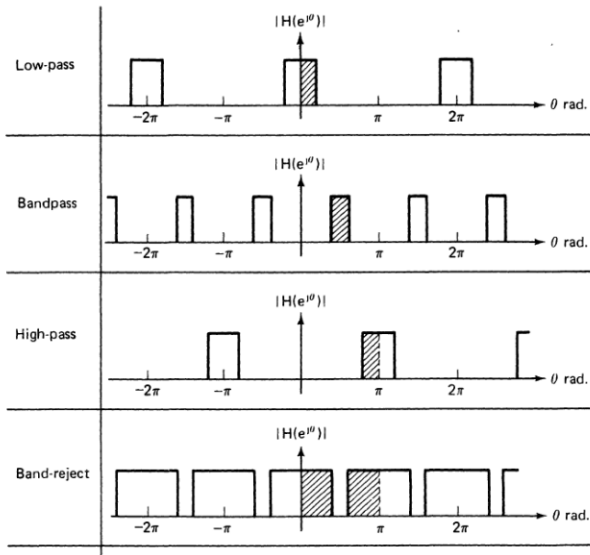 |H(e^jθ)|
Low-pass
−2π −π π 2π θ rad.
|H(e^jθ)|
Bandpass
−2π −π π 2π θ rad.
|H(e^jθ)|
High-pass
−2π −π π 2π θ rad.
|H(e^jθ)|
Band-reject
−2π −π π 2π θ rad.